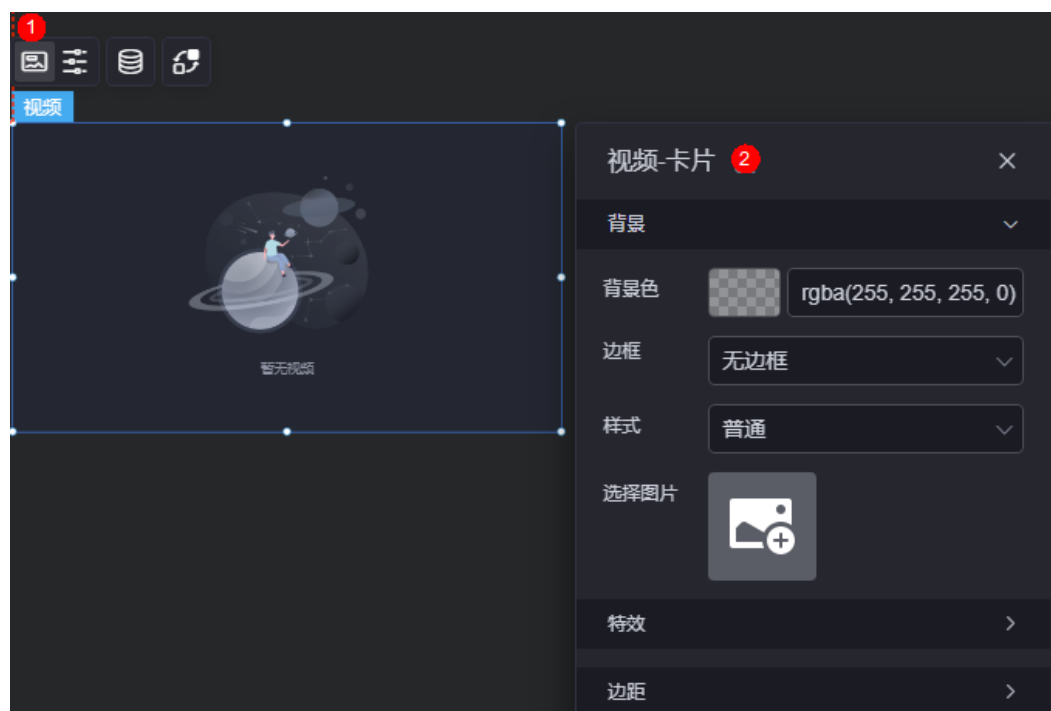 1
视频
暂无视频
视频-卡片 2
背景
背景色 rgba(255, 255, 255, 0)
边框 无边框
样式 普通
选择图片
特效
边距